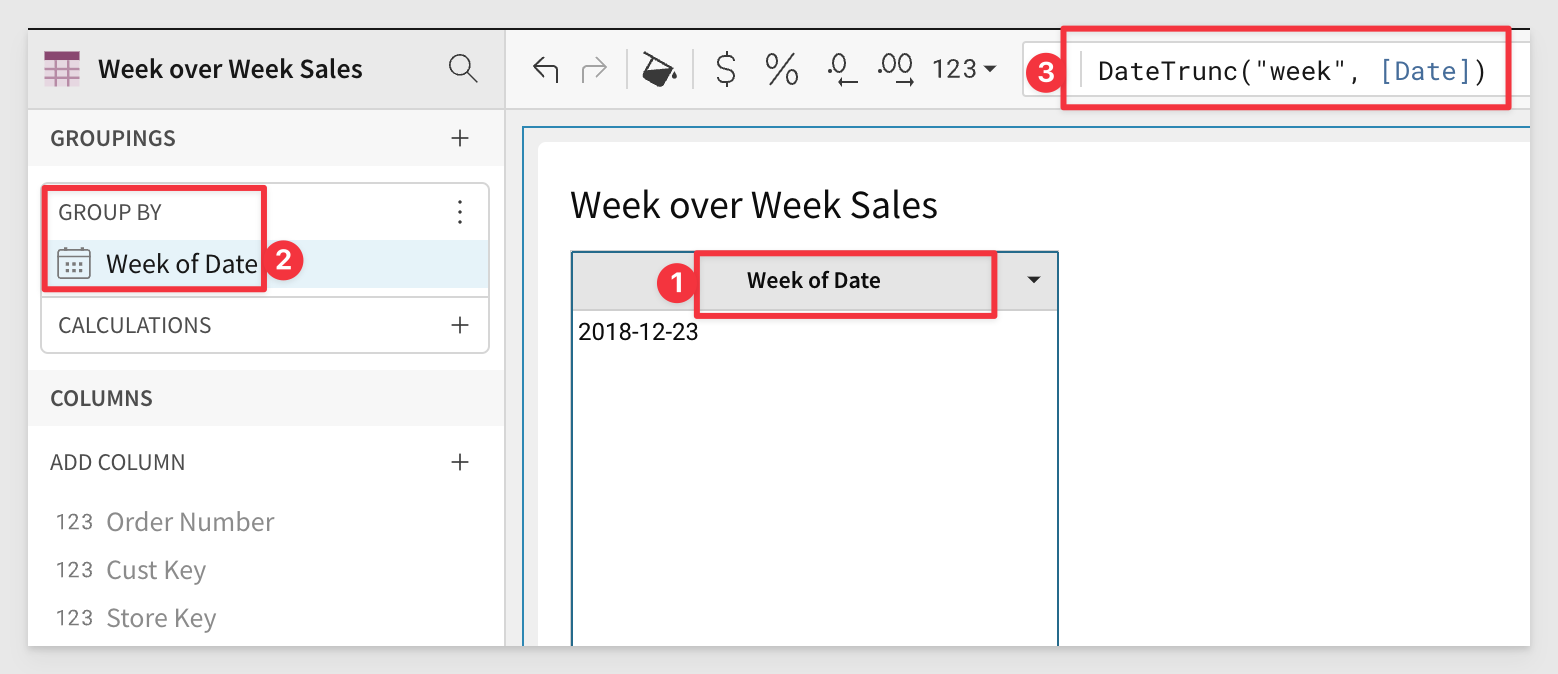 Week over Week Sales
$ % .0 .00 123
3 DateTrunc("week", [Date])
GROUPINGS
GROUP BY
Week of Date 2
CALCULATIONS
COLUMNS
ADD COLUMN
123 Order Number
123 Cust Key
123 Store Key
Week over Week Sales
1 Week of Date
2018-12-23